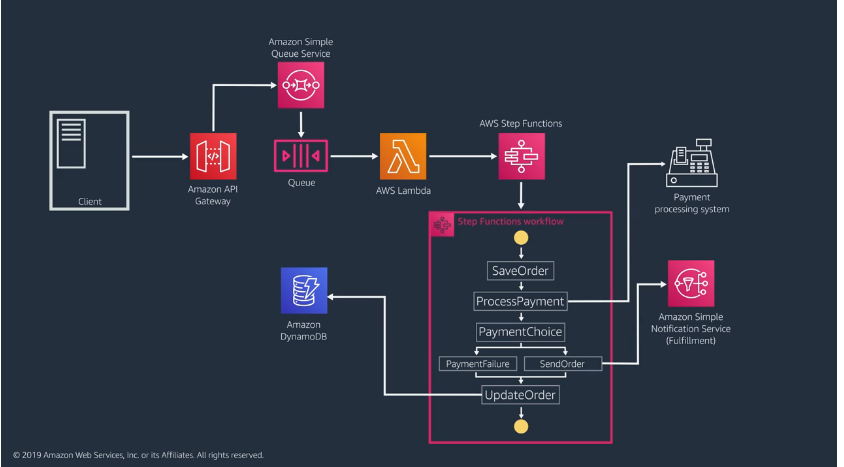 Amazon Simple
Queue Service
AWS Step Functions
Client
Amazon API
Gateway
Queue
AWS Lambda
Payment
processing system
Step Functions workflow
SaveOrder
ProcessPayment
PaymentChoice
PaymentFailure
SendOrder
UpdateOrder
Amazon
DynamoDB
Amazon Simple
Notification Service
(Fulfillment)
© 2019 Amazon Web Services, Inc. or its Affiliates. All rights reserved.